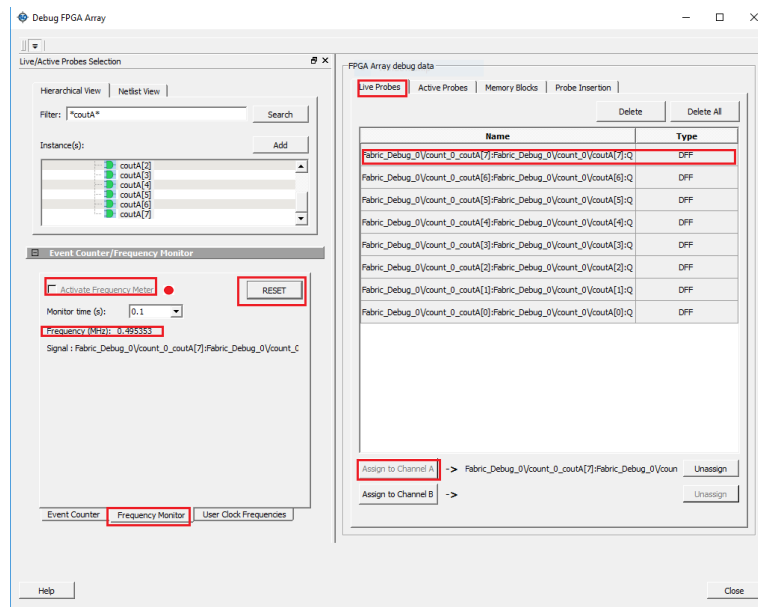 Debug FPGA Array
Live/Active Probes Selection
Hierarchical View
Netlist View
Filter: *coutA*
Search
Instance(s):
Add
coutA[2]
coutA[3]
coutA[4]
coutA[5]
coutA[6]
coutA[7]
Event Counter/Frequency Monitor
Activate Frequency Meter
RESET
Monitor time (s): 0.1
Frequency (MHz): 0.495353
Signal : Fabric_Debug_0\/count_0_coutA[7]:Fabric_Debug_0\/count_C
Event Counter
Frequency Monitor
User Clock Frequencies
FPGA Array debug data
Live Probes
Active Probes
Memory Blocks
Probe Insertion
Delete
Delete All
Name Type
Fabric_Debug_0\/count_0_coutA[7]:Fabric_Debug_0\/count_0\/coutA[7]:Q DFF
Fabric_Debug_0\/count_0_coutA[6]:Fabric_Debug_0\/count_0\/coutA[6]:Q DFF
Fabric_Debug_0\/count_0_coutA[5]:Fabric_Debug_0\/count_0\/coutA[5]:Q DFF
Fabric_Debug_0\/count_0_coutA[4]:Fabric_Debug_0\/count_0\/coutA[4]:Q DFF
Fabric_Debug_0\/count_0_coutA[3]:Fabric_Debug_0\/count_0\/coutA[3]:Q DFF
Fabric_Debug_0\/count_0_coutA[2]:Fabric_Debug_0\/count_0\/coutA[2]:Q DFF
Fabric_Debug_0\/count_0_coutA[1]:Fabric_Debug_0\/count_0\/coutA[1]:Q DFF
Fabric_Debug_0\/count_0_coutA[0]:Fabric_Debug_0\/count_0\/coutA[0]:Q DFF
Assign to Channel A -> Fabric_Debug_0\/count_0_coutA[7]:Fabric_Debug_0\/coun Unassign
Assign to Channel B -> Unassign
Help
Close